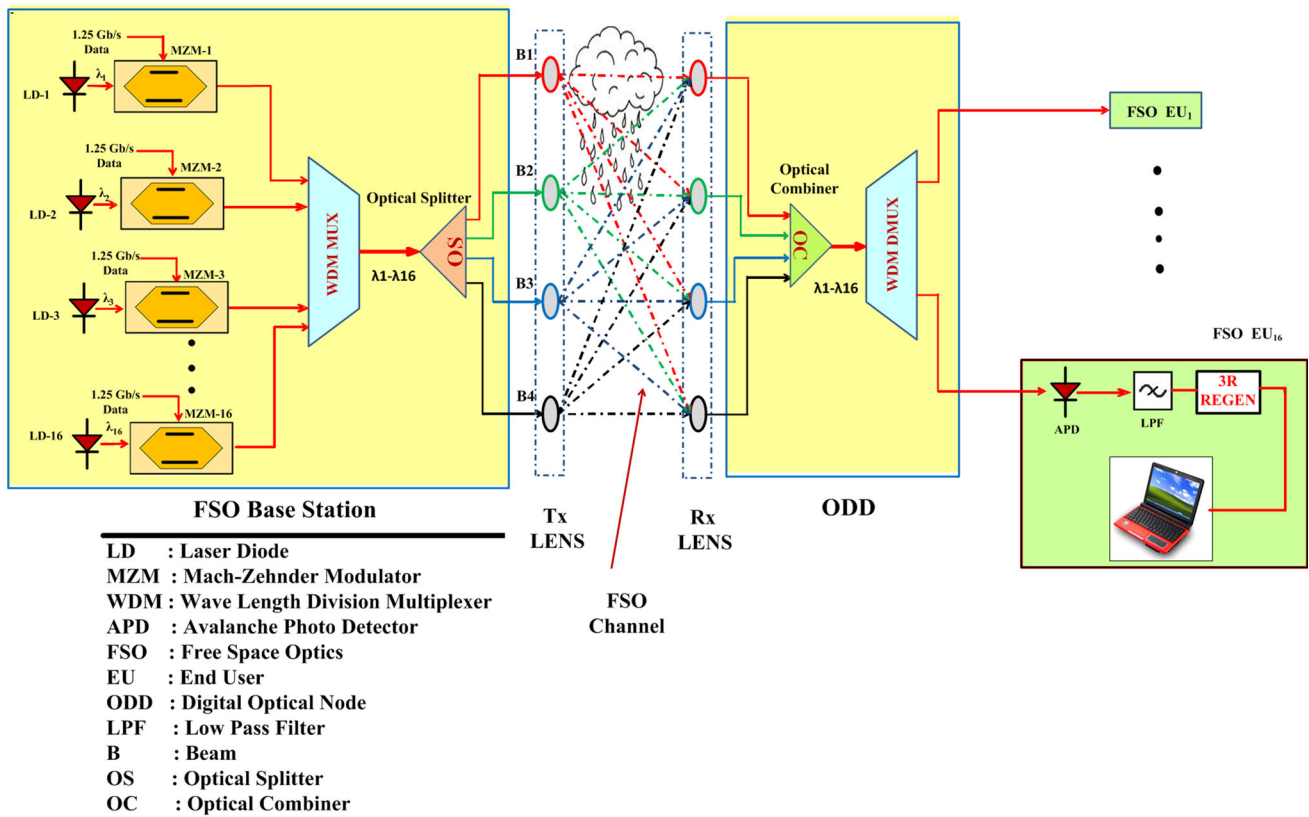 1.25 Gb/s
Data
MZM-1
λ1
LD-1
1.25 Gb/s
Data
MZM-2
λ2
LD-2
1.25 Gb/s
Data
MZM-3
λ3
LD-3
1.25 Gb/s
Data
MZM-16
λ16
LD-16
WDM MUX
Optical Splitter
OS
λ1-λ16
B1
B2
B3
B4
Optical
Combiner
OC
λ1-λ16
WDM DMUX
FSO EU1
FSO EU16
APD
LPF
3R
REGEN
FSO Base Station
Tx
LENS
Rx
LENS
ODD
FSO
Channel
LD : Laser Diode
MZM : Mach-Zehnder Modulator
WDM : Wave Length Division Multiplexer
APD : Avalanche Photo Detector
FSO : Free Space Optics
EU : End User
ODD : Digital Optical Node
LPF : Low Pass Filter
B : Beam
OS : Optical Splitter
OC : Optical Combiner